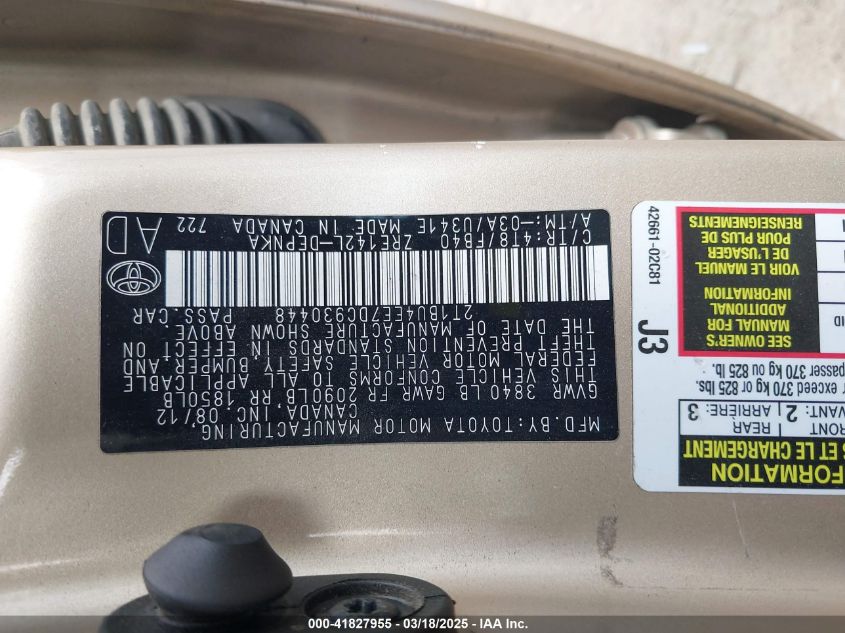 MFD.BY:TOYOTA MOTOR MANUFACTURING
CANADA,INC. 08/12
GVWR 3840LB GAWR FR 2090LB RR 1850LB
THIS VEHICLE CONFORMS TO ALL APPLICABLE
FEDERAL MOTOR VEHICLE SAFETY, BUMPER,AND
THEFT PREVENTION STANDARDS IN EFFECT ON
THE DATE OF MANUFACTURE SHOWN ABOVE.
2T1BU4EE7DC930448 PASS.CAR
C/TR:4T8/FB40 ZRE142L-DEPNKA
A/TM:-03A/U341E MADE IN CANADA 722
AD
FORMATION
S ET LE CHARGEMENT
RONT
REAR
VANT: 2 ARRIÈRE: 3
r exceed 370 kg or 825 lbs.
passer 370 kg ou 825 lb.
SEE OWNER'S
MANUAL FOR
ADDITIONAL
INFORMATION
VOIR LE MANUEL
DE L'USAGER
POUR PLUS DE
RENSEIGNEMENTS
J3
42661-02C81
000-41827955 / 03/18/2025 - Copyright © IAA, Inc.